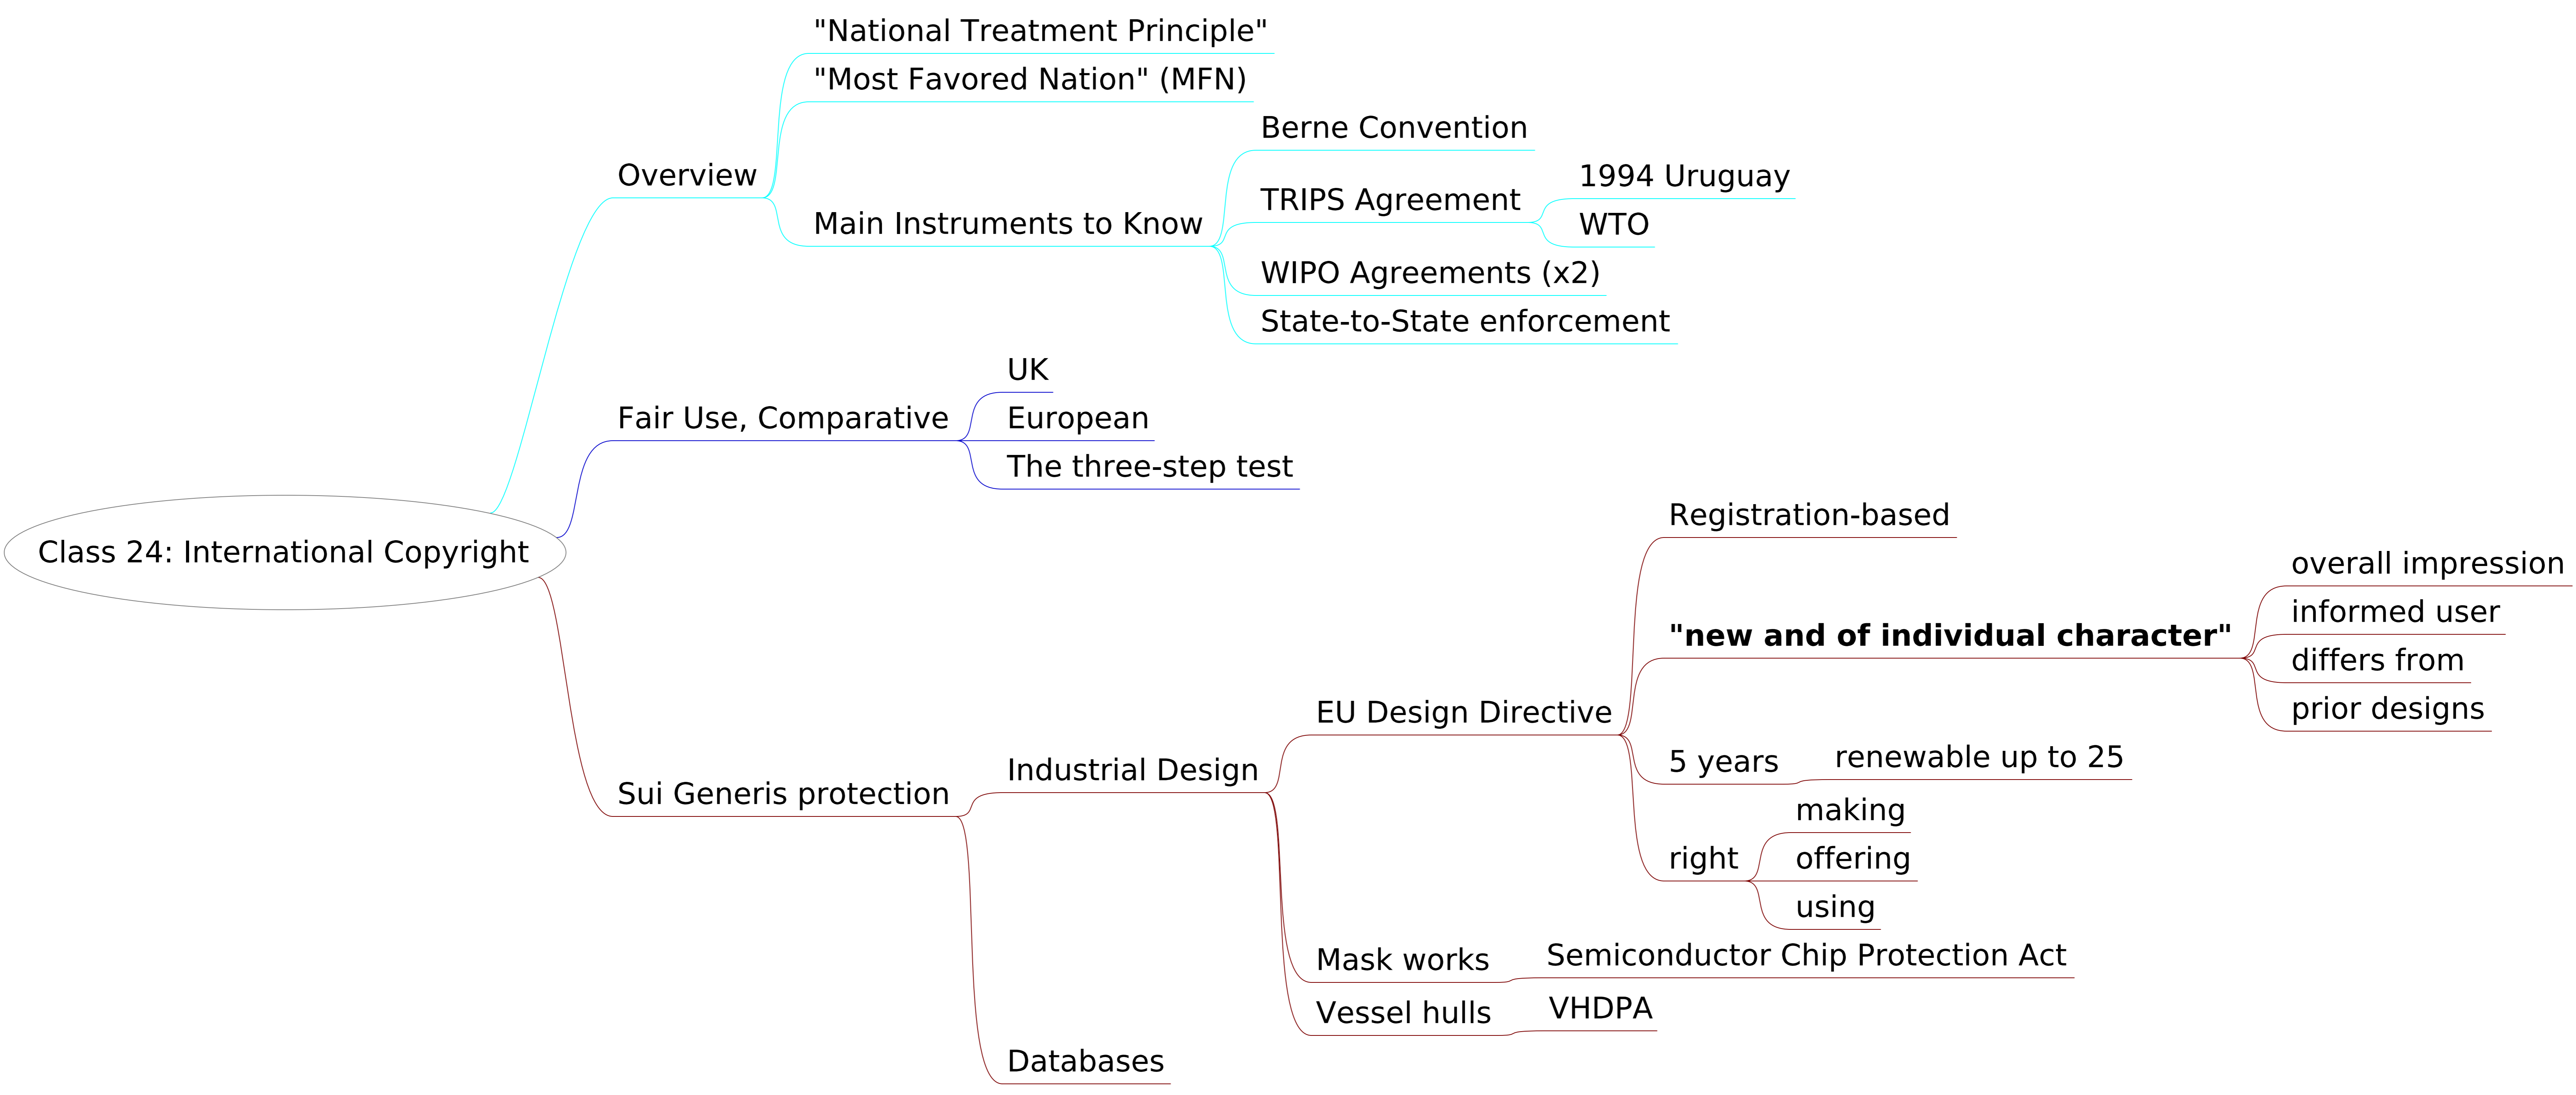 "National Treatment Principle"
"Most Favored Nation" (MFN)
Berne Convention
1994 Uruguay
Overview
TRIPS Agreement
Main Instruments to Know
WTO
WIPO Agreements (x2)
State-to-State enforcement
UK
Fair Use, Comparative
European
The three-step test
Registration-based
Class 24: International Copyright
overall impression
informed user
"new and of individual character"
differs from
prior designs
EU Design Directive
5 years
renewable up to 25
Industrial Design
Sui Generis protection
making
right
offering
using
Mask works
Semiconductor Chip Protection Act
Vessel hulls
VHDPA
Databases